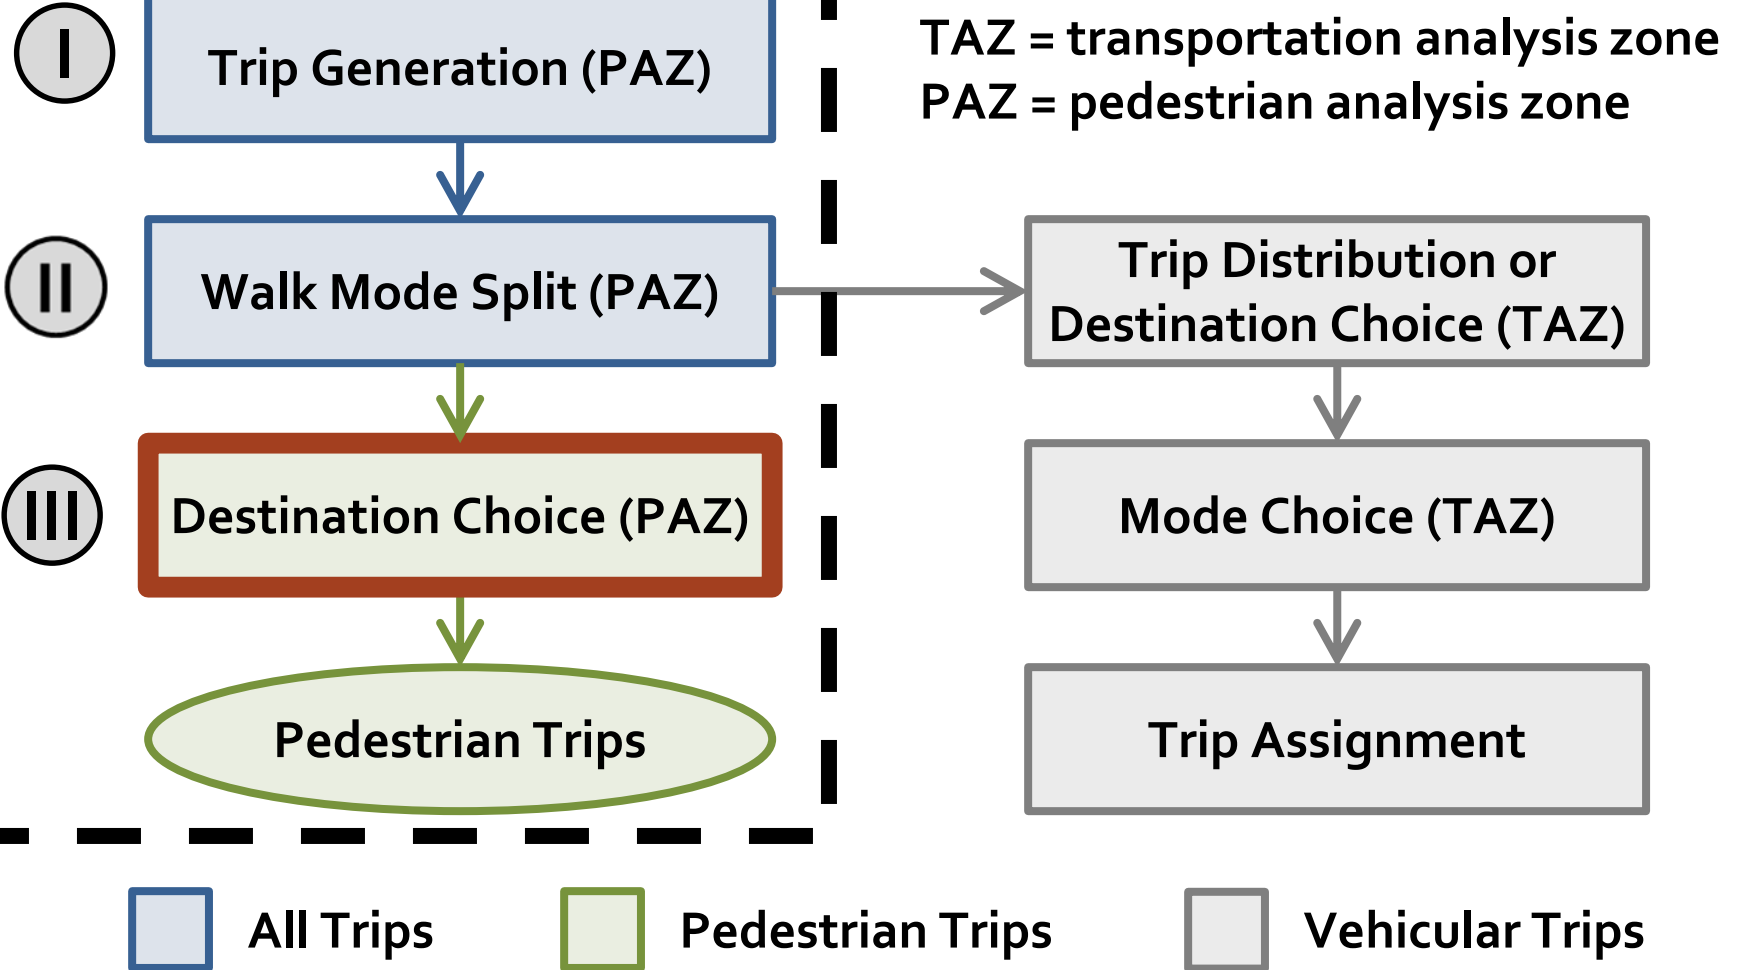 I
Trip Generation (PAZ)
TAZ = transportation analysis zone
PAZ = pedestrian analysis zone
II
Walk Mode Split (PAZ)
Trip Distribution or
Destination Choice (TAZ)
III
Destination Choice (PAZ)
Mode Choice (TAZ)
Pedestrian Trips
Trip Assignment
All Trips
Pedestrian Trips
Vehicular Trips